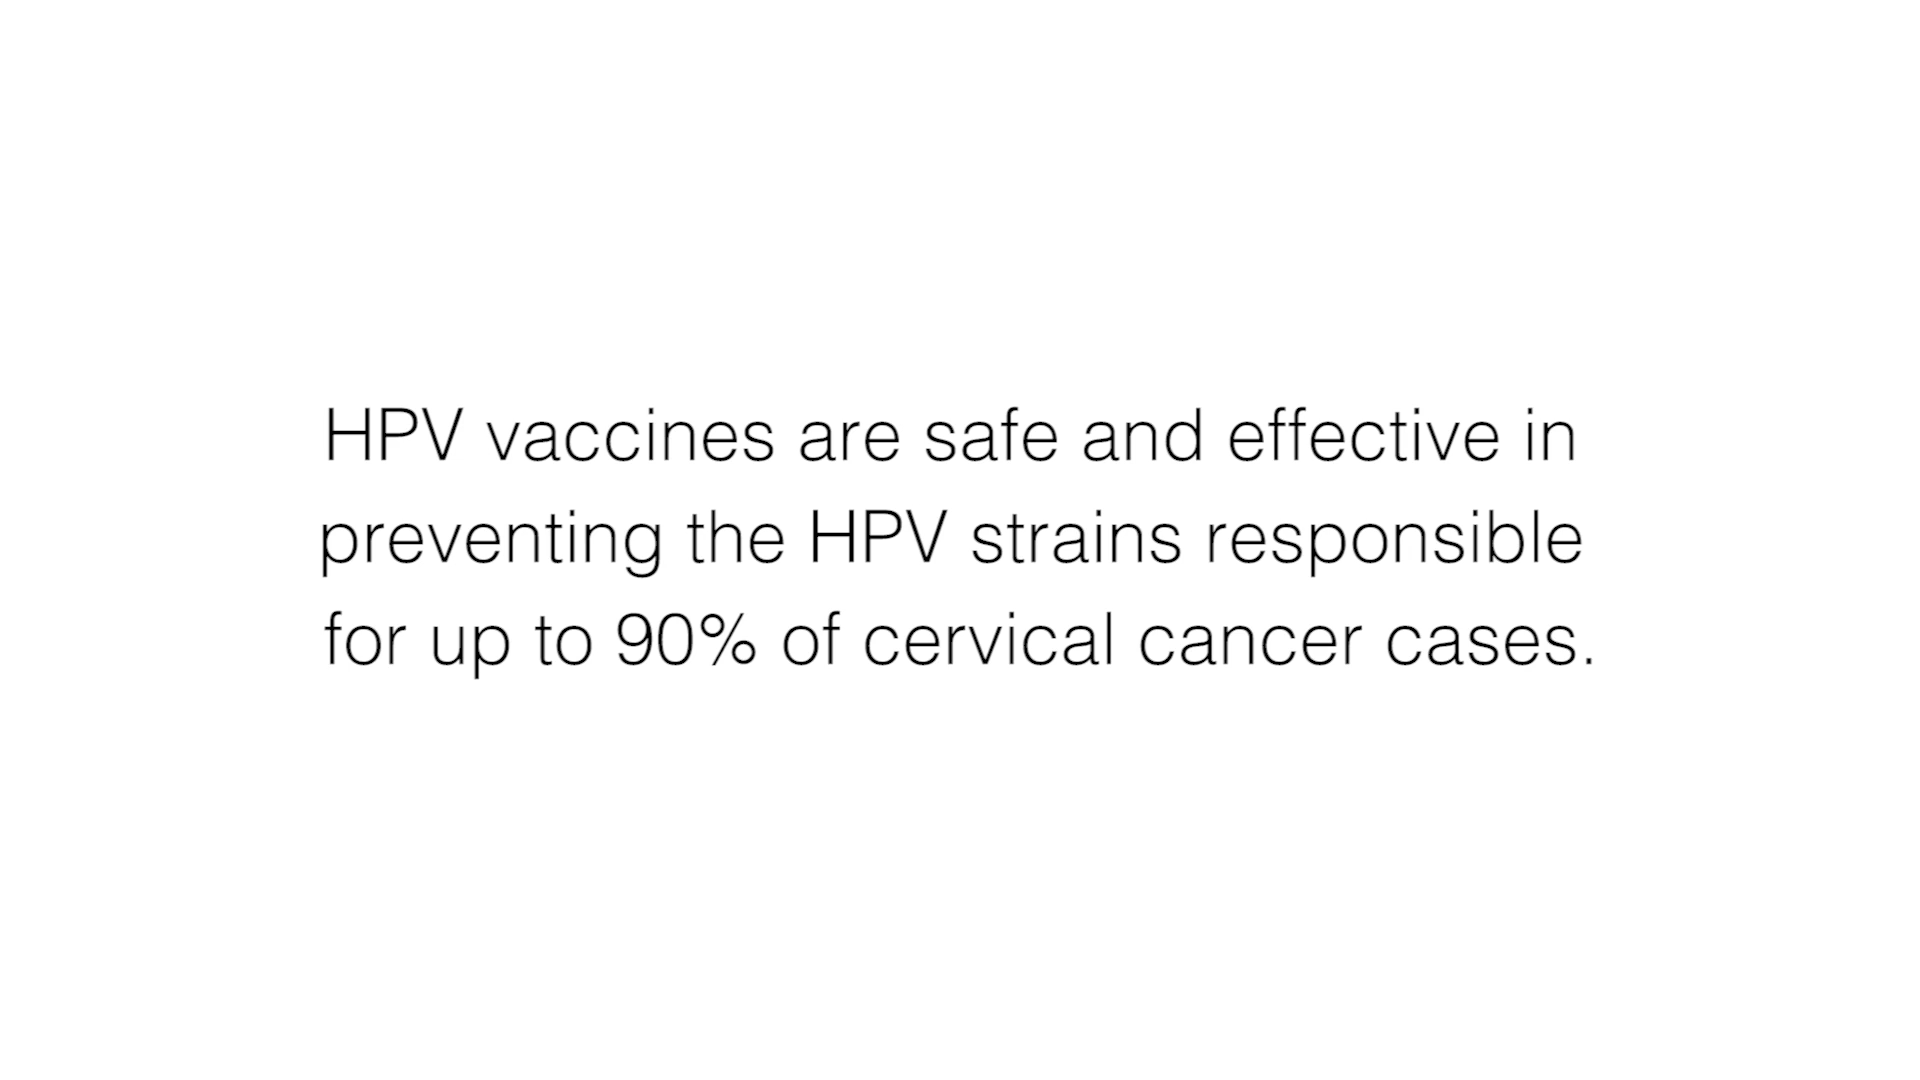 HPV vaccines are safe and effective in
preventing the HPV strains responsible
for up to 90% of cervical cancer cases.